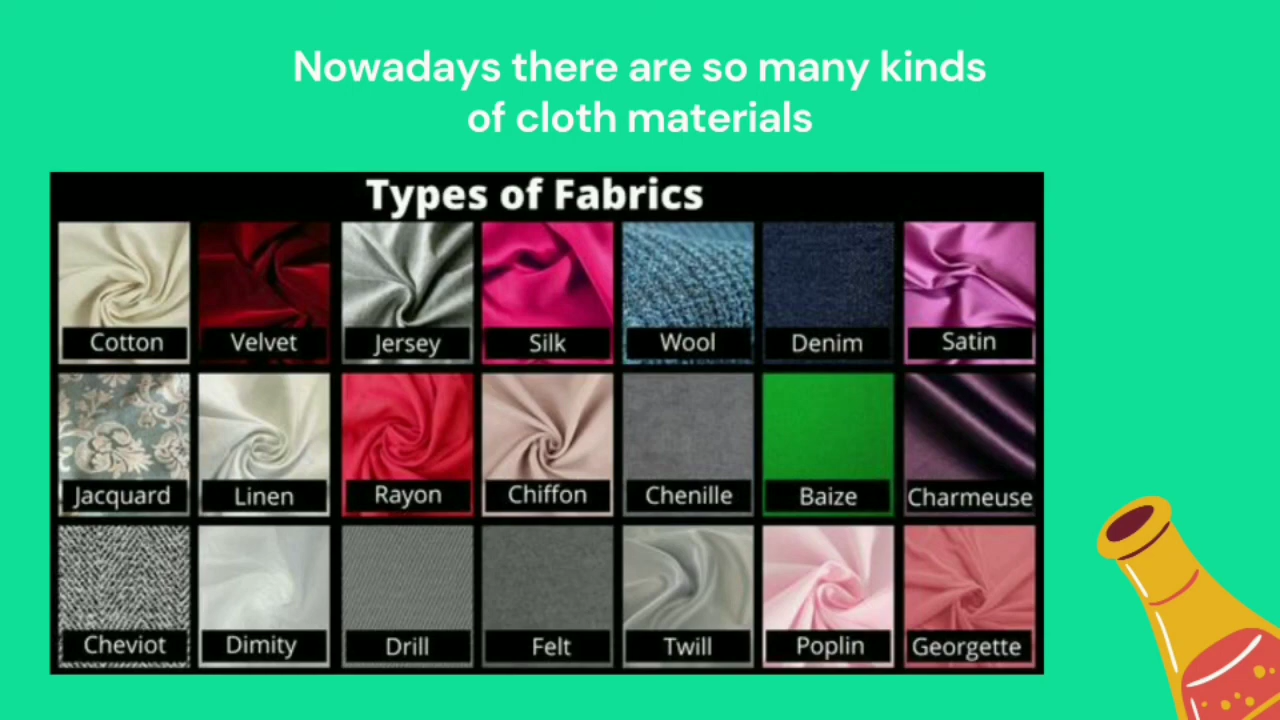 Nowadays there are so many kinds
of cloth materials
Types of Fabrics
Cotton Velvet Jersey Silk Wool Denim Satin
Jacquard Linen Rayon Chiffon Chenille Baize Charmeuse
Cheviot Dimity Drill Felt Twill Poplin Georgette